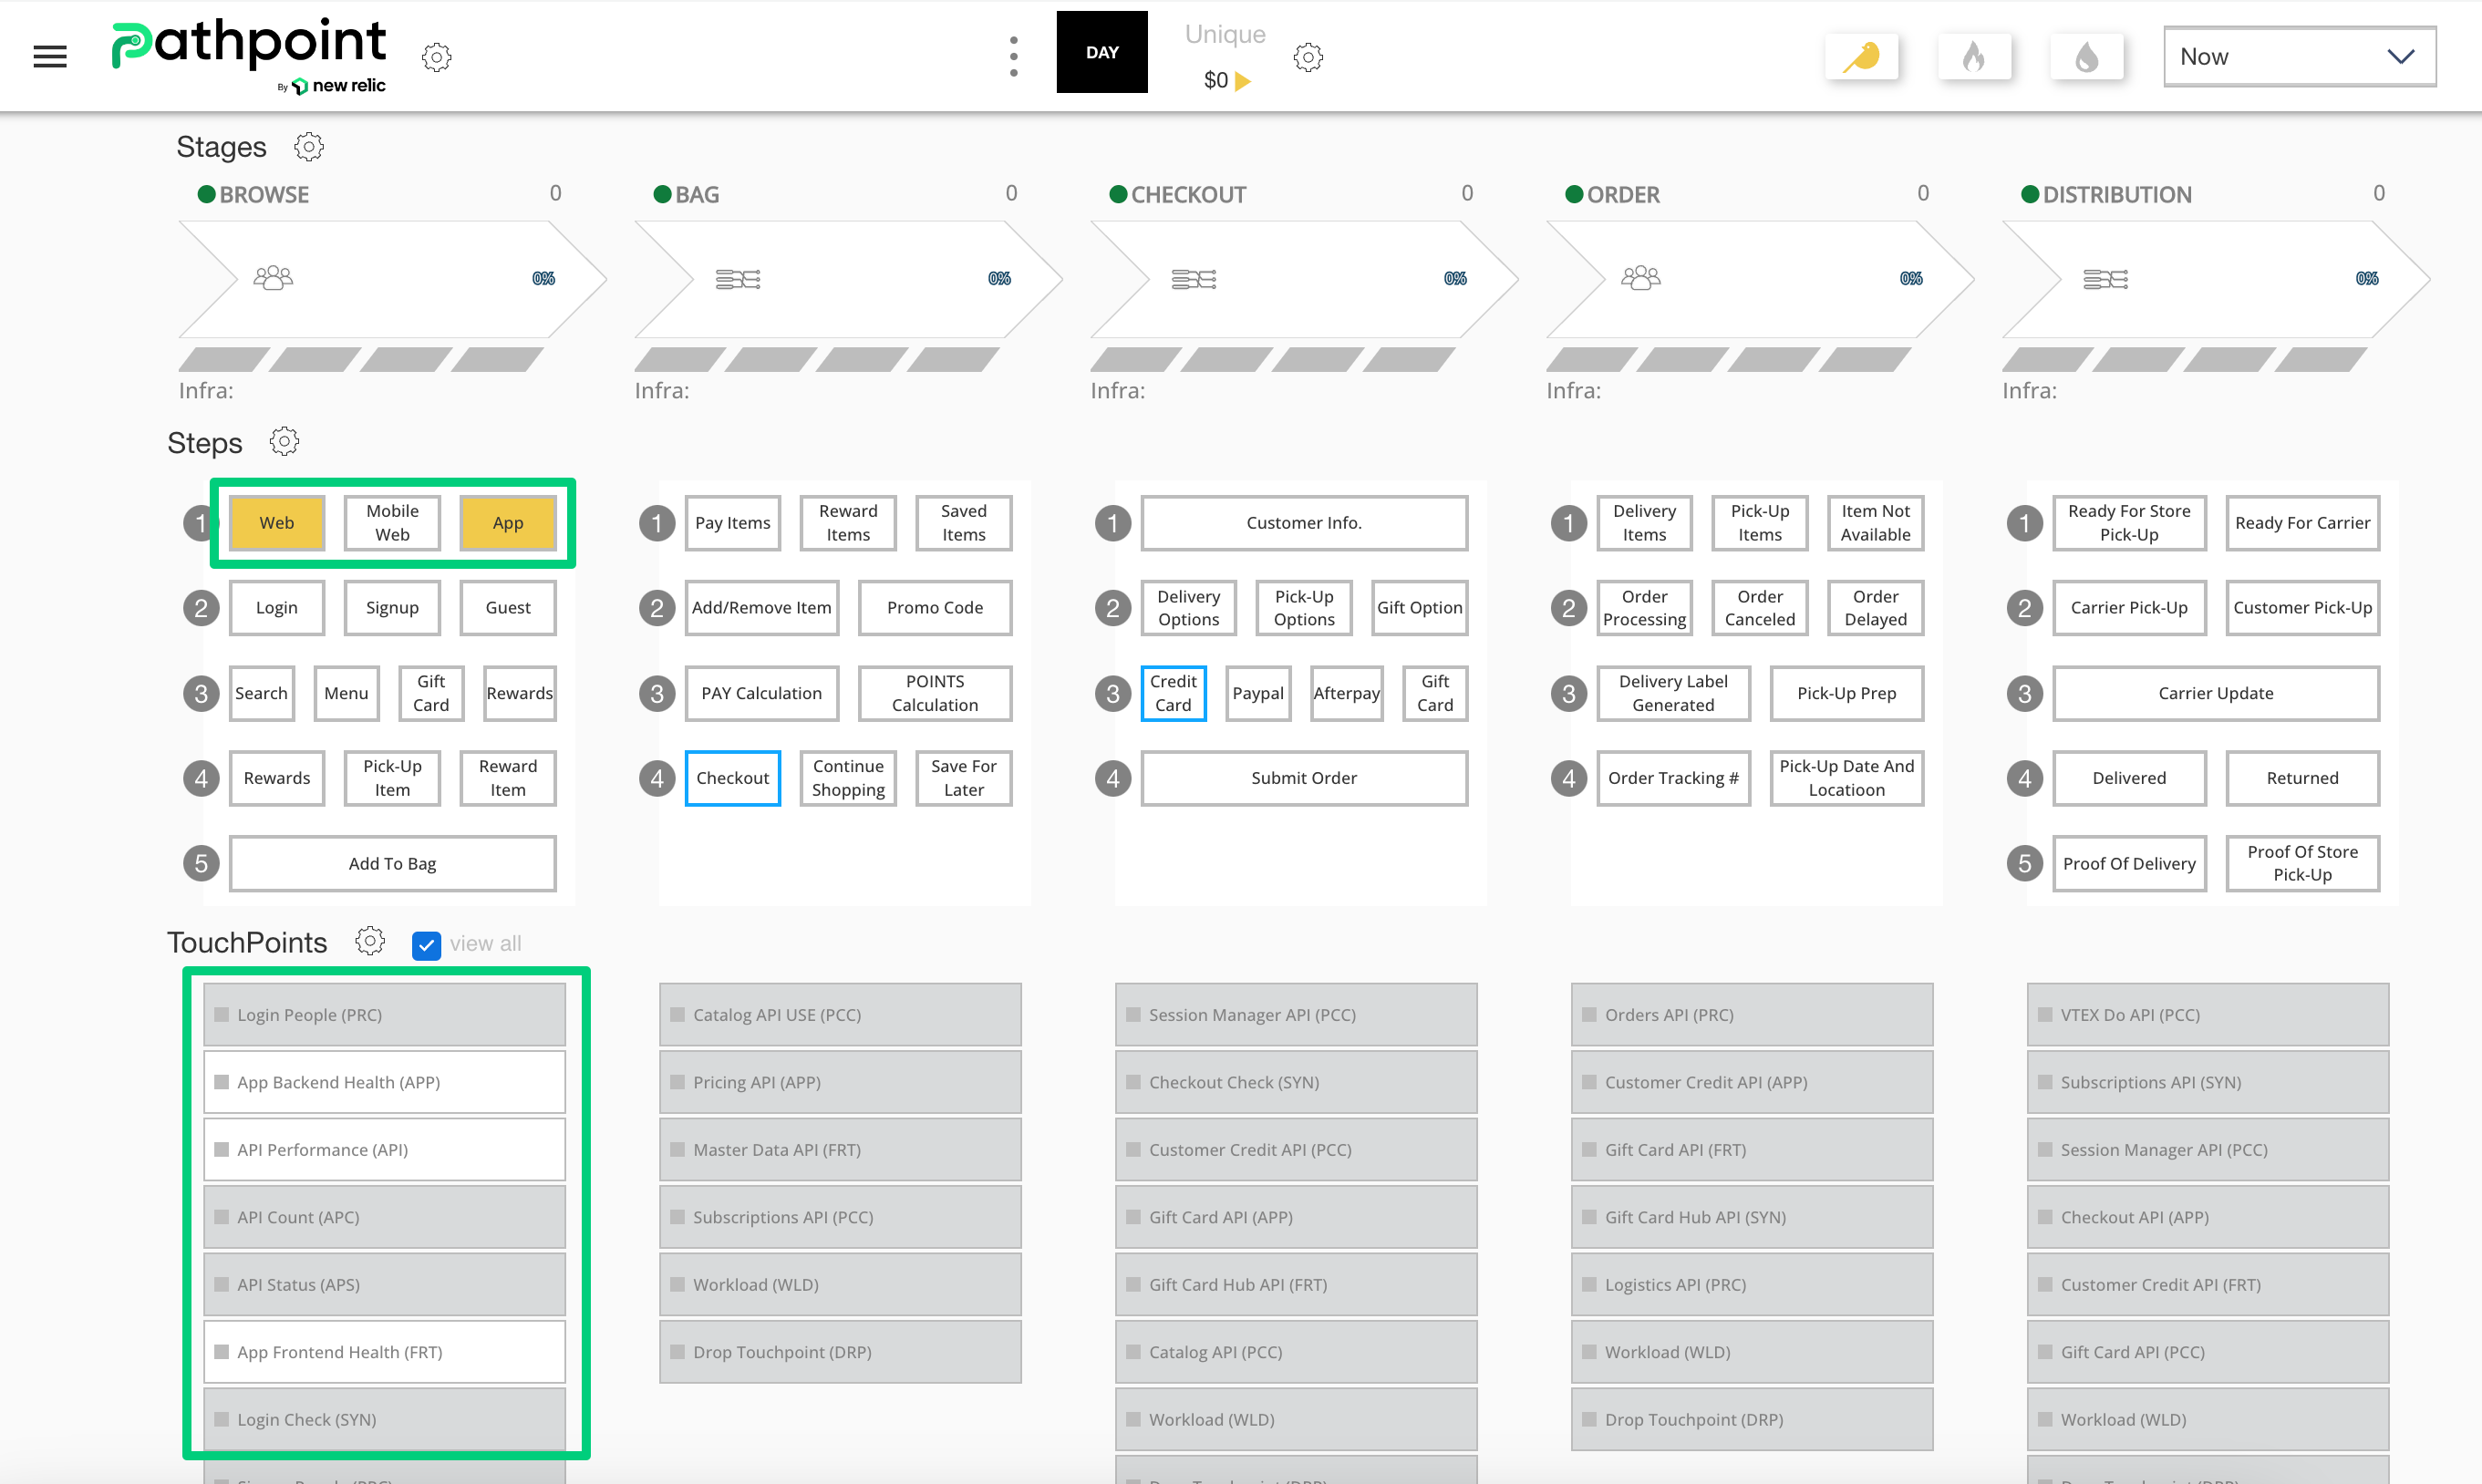 Pathpoint
By new relic
DAY
Unique
$0
Now
Stages
BROWSE 0
BAG 0
CHECKOUT 0
ORDER 0
DISTRIBUTION 0
0%
0%
0%
0%
0%
Infra:
Infra:
Infra:
Infra:
Infra:
Steps
1
Web
Mobile
Web
App
2
Login
Signup
Guest
3
Search
Menu
Gift
Card
Rewards
4
Rewards
Pick-Up
Item
Reward
Item
5
Add To Bag
1
Pay Items
Reward
Items
Saved
Items
2
Add/Remove Item
Promo Code
3
PAY Calculation
POINTS
Calculation
4
Checkout
Continue
Shopping
Save For
Later
1
Customer Info.
2
Delivery
Options
Pick-Up
Options
Gift Option
3
Credit
Card
Paypal
Afterpay
Gift
Card
4
Submit Order
1
Delivery
Items
Pick-Up
Items
Item Not
Available
2
Order
Processing
Order
Canceled
Order
Delayed
3
Delivery Label
Generated
Pick-Up Prep
4
Order Tracking #
Pick-Up Date And
Locatioon
1
Ready For Store
Pick-Up
Ready For Carrier
2
Carrier Pick-Up
Customer Pick-Up
3
Carrier Update
4
Delivered
Returned
5
Proof Of Delivery
Proof Of Store
Pick-Up
TouchPoints
view all
Login People (PRC)
App Backend Health (APP)
API Performance (API)
API Count (APC)
API Status (APS)
App Frontend Health (FRT)
Login Check (SYN)
Catalog API USE (PCC)
Pricing API (APP)
Master Data API (FRT)
Subscriptions API (PCC)
Workload (WLD)
Drop Touchpoint (DRP)
Session Manager API (PCC)
Checkout Check (SYN)
Customer Credit API (PCC)
Gift Card API (APP)
Gift Card Hub API (FRT)
Catalog API (PCC)
Workload (WLD)
Orders API (PRC)
Customer Credit API (APP)
Gift Card API (FRT)
Gift Card Hub API (SYN)
Logistics API (PRC)
Workload (WLD)
Drop Touchpoint (DRP)
VTEX Do API (PCC)
Subscriptions API (SYN)
Session Manager API (PCC)
Checkout API (APP)
Customer Credit API (FRT)
Gift Card API (PCC)
Workload (WLD)